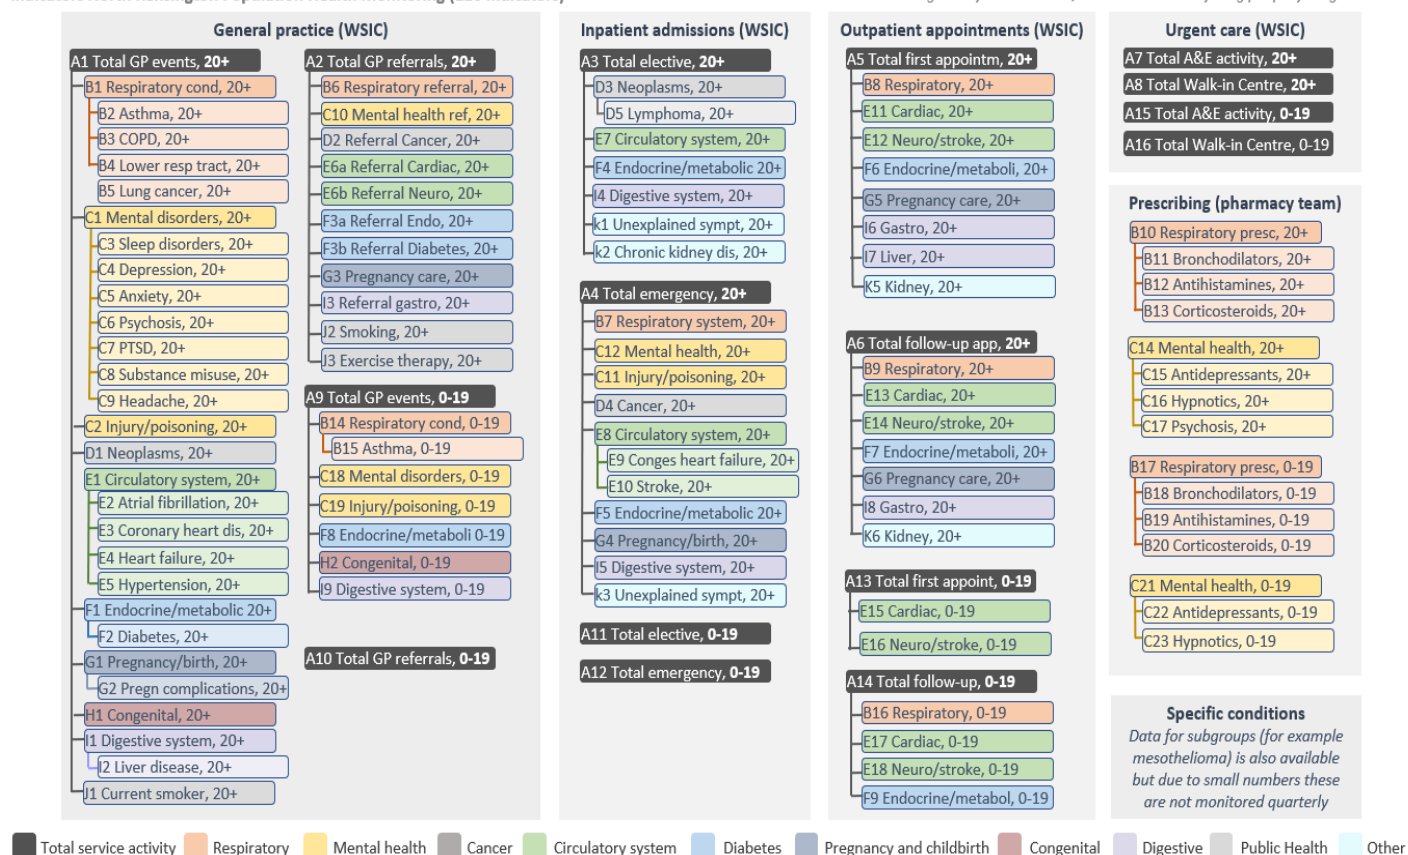 General practice (WSIC)
A1 Total GP events, 20+
B1 Respiratory cond, 20+
B2 Asthma, 20+
B3 COPD, 20+
B4 Lower resp tract, 20+
B5 Lung cancer, 20+
C1 Mental disorders, 20+
C3 Sleep disorders, 20+
C4 Depression, 20+
C5 Anxiety, 20+
C6 Psychosis, 20+
C7 PTSD, 20+
C8 Substance misuse, 20+
C9 Headache, 20+
C2 Injury/poisoning, 20+
D1 Neoplasms, 20+
E1 Circulatory system, 20+
E2 Atrial fibrillation, 20+
E3 Coronary heart dis, 20+
E4 Heart failure, 20+
E5 Hypertension, 20+
F1 Endocrine/metabolic 20+
F2 Diabetes, 20+
G1 Pregnancy/birth, 20+
G2 Pregn complications, 20+
H1 Congenital, 20+
I1 Digestive system, 20+
I2 Liver disease, 20+
J1 Current smoker, 20+
A2 Total GP referrals, 20+
B6 Respiratory referral, 20+
C10 Mental health ref, 20+
D2 Referral Cancer, 20+
E6a Referral Cardiac, 20+
E6b Referral Neuro, 20+
F3a Referral Endo, 20+
F3b Referral Diabetes, 20+
G3 Pregnancy care, 20+
I3 Referral gastro, 20+
J2 Smoking, 20+
J3 Exercise therapy, 20+
A9 Total GP events, 0-19
B14 Respiratory cond, 0-19
B15 Asthma, 0-19
C18 Mental disorders, 0-19
C19 Injury/poisoning, 0-19
F8 Endocrine/metaboli 0-19
H2 Congenital, 0-19
I9 Digestive system, 0-19
A10 Total GP referrals, 0-19
Inpatient admissions (WSIC)
A3 Total elective, 20+
D3 Neoplasms, 20+
D5 Lymphoma, 20+
E7 Circulatory system, 20+
F4 Endocrine/metabolic 20+
I4 Digestive system, 20+
k1 Unexplained sympt, 20+
k2 Chronic kidney dis, 20+
A4 Total emergency, 20+
B7 Respiratory system, 20+
C12 Mental health, 20+
C11 Injury/poisoning, 20+
D4 Cancer, 20+
E8 Circulatory system, 20+
E9 Conges heart failure, 20+
E10 Stroke, 20+
F5 Endocrine/metabolic 20+
G4 Pregnancy/birth, 20+
I5 Digestive system, 20+
k3 Unexplained sympt, 20+
A11 Total elective, 0-19
A12 Total emergency, 0-19
Outpatient appointments (WSIC)
A5 Total first appointm, 20+
B8 Respiratory, 20+
E11 Cardiac, 20+
E12 Neuro/stroke, 20+
F6 Endocrine/metaboli, 20+
G5 Pregnancy care, 20+
I6 Gastro, 20+
I7 Liver, 20+
K5 Kidney, 20+
A6 Total follow-up app, 20+
B9 Respiratory, 20+
E13 Cardiac, 20+
E14 Neuro/stroke, 20+
F7 Endocrine/metaboli, 20+
G6 Pregnancy care, 20+
I8 Gastro, 20+
K6 Kidney, 20+
A13 Total first appoint, 0-19
E15 Cardiac, 0-19
E16 Neuro/stroke, 0-19
A14 Total follow-up, 0-19
B16 Respiratory, 0-19
E17 Cardiac, 0-19
E18 Neuro/stroke, 0-19
F9 Endocrine/metabol, 0-19
Urgent care (WSIC)
A7 Total A&E activity, 20+
A8 Total Walk-in Centre, 20+
A15 Total A&E activity, 0-19
A16 Total Walk-in Centre, 0-19
Prescribing (pharmacy team)
B10 Respiratory presc, 20+
B11 Bronchodilators, 20+
B12 Antihistamines, 20+
B13 Corticosteroids, 20+
C14 Mental health, 20+
C15 Antidepressants, 20+
C16 Hypnotics, 20+
C17 Psychosis, 20+
B17 Respiratory presc, 0-19
B18 Bronchodilators, 0-19
B19 Antihistamines, 0-19
B20 Corticosteroids, 0-19
C21 Mental health, 0-19
C22 Antidepressants, 0-19
C23 Hypnotics, 0-19
Specific conditions
Data for subgroups (for example
mesothelioma) is also available
but due to small numbers these
are not monitored quarterly
Total service activity
Respiratory
Mental health
Cancer
Circulatory system
Diabetes
Pregnancy and childbirth
Congenital
Digestive
Public Health
Other